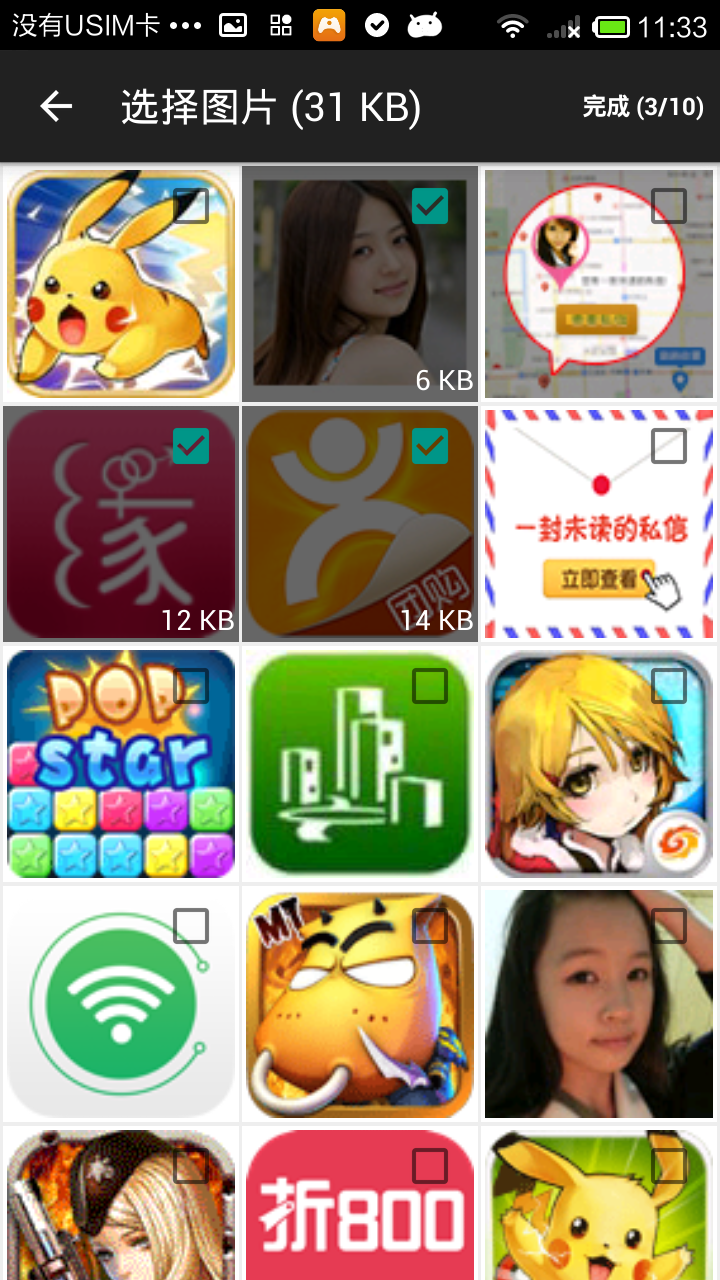 没有USIM卡 11:33
选择图片 (31 KB) 完成 (3/10)
6 KB
缘
12 KB
团购
14 KB
一封未读的私信
立即查看
POP
star
MT
折800